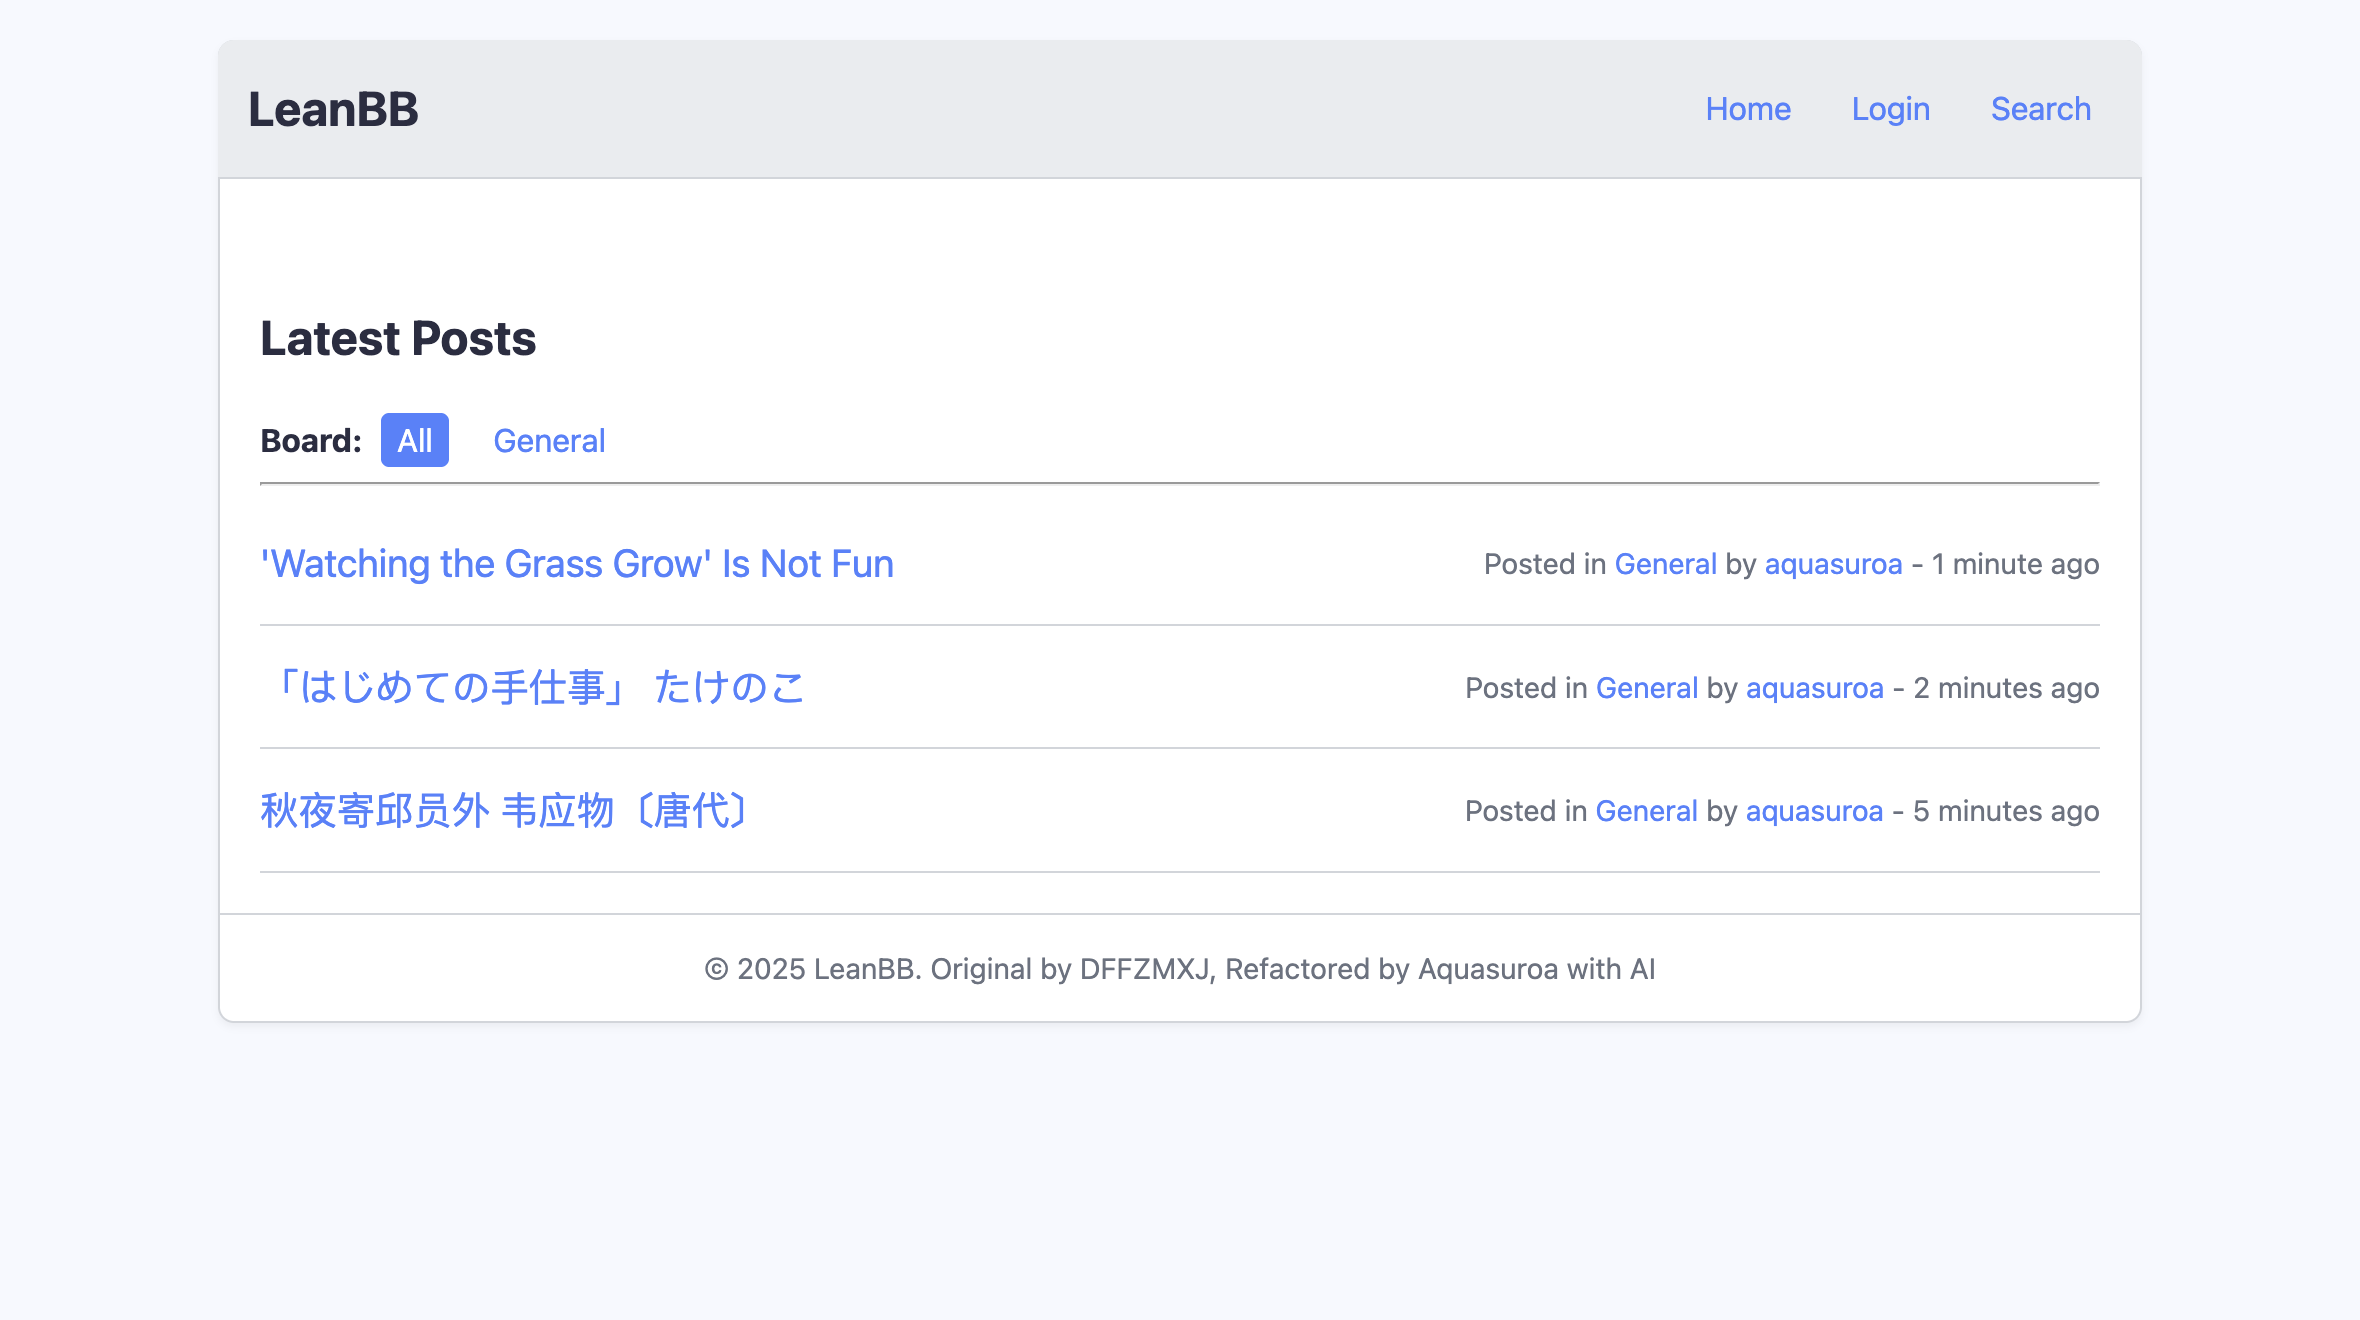 LeanBB
Home Login Search
Latest Posts
Board: All General
'Watching the Grass Grow' Is Not Fun Posted in General by aquasuroa - 1 minute ago
「はじめての手仕事」 たけのこ Posted in General by aquasuroa - 2 minutes ago
秋夜寄邱员外 韦应物〔唐代〕 Posted in General by aquasuroa - 5 minutes ago
© 2025 LeanBB. Original by DFFZMXJ, Refactored by Aquasuroa with AI